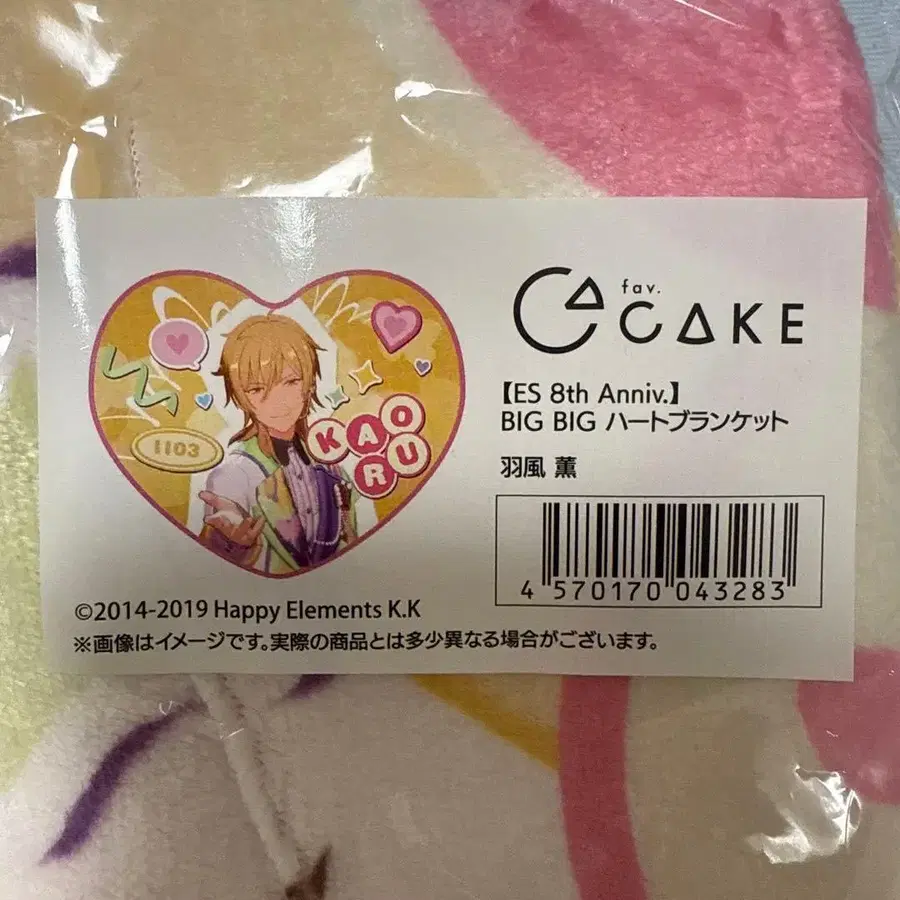 1103
KAO
RU
fav.
CAKE
【ES 8th Anniv.】
BIG BIG ハートブランケット
羽風 薫
4 570170 043283
©2014-2019 Happy Elements K.K
※画像はイメージです。実際の商品とは多少異なる場合がございます。